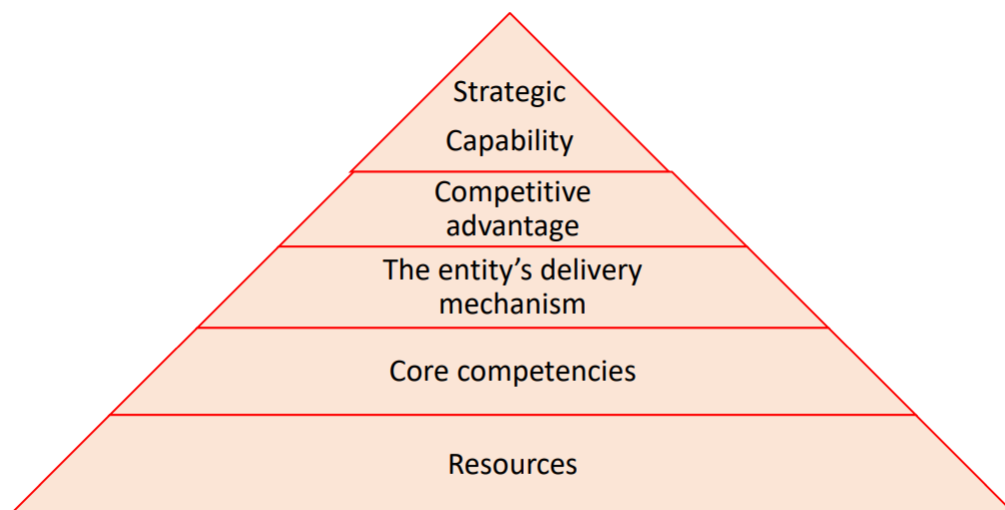 Strategic
Capability
Competitive
advantage
The entity’s delivery
mechanism
Core competencies
Resources